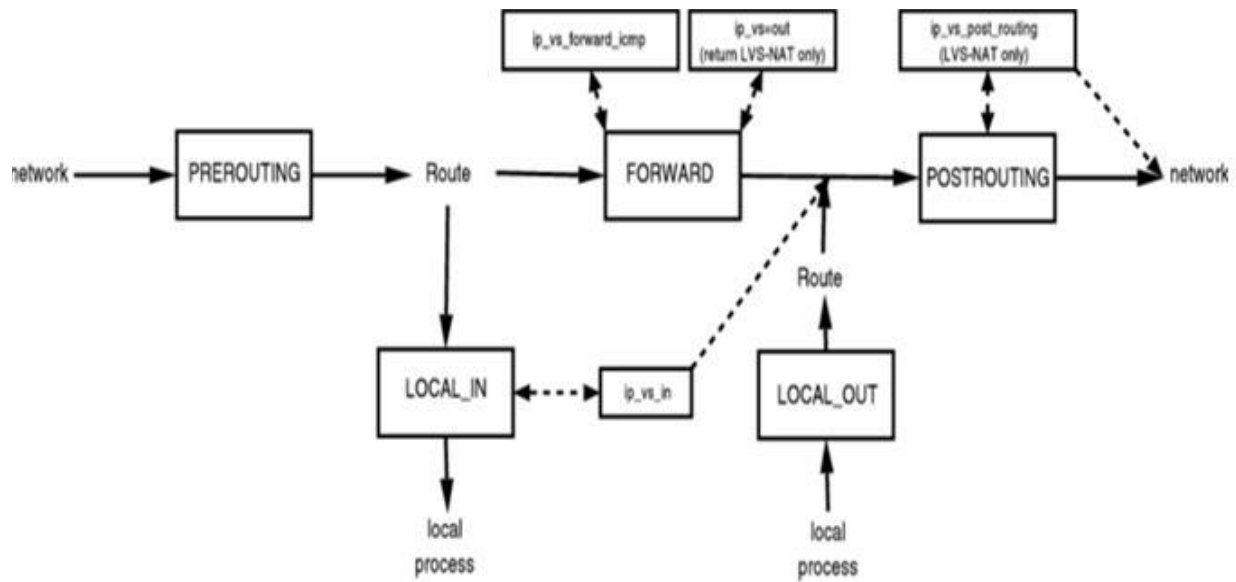 ip_vs_forward_icmp
ip_vs=out
(return LVS-NAT only)
ip_vs_post_routing
(LVS-NAT only)
network
PREROUTING
Route
FORWARD
POSTROUTING
network
Route
LOCAL_IN
ip_vs_in
LOCAL_OUT
local
process
local
process